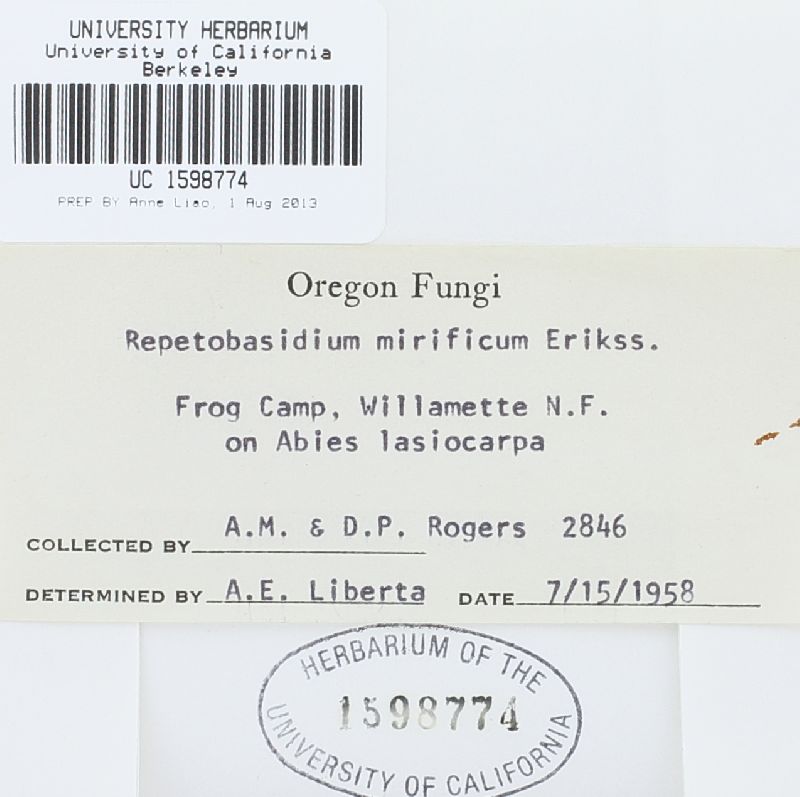 UNIVERSITY HERBARIUM
University of California
Berkeley
UC 1598774
PREP BY Anne Liao, 1 Aug 2013
Oregon Fungi
Repetobasidium mirificum Erikss.
Frog Camp, Willamette N.F.
on Abies lasiocarpa
COLLECTED BY A.M. & D.P. Rogers 2846
DETERMINED BY A.E. Liberta DATE 7/15/1958
HERBARIUM OF THE
1598774
UNIVERSITY OF CALIFORNIA